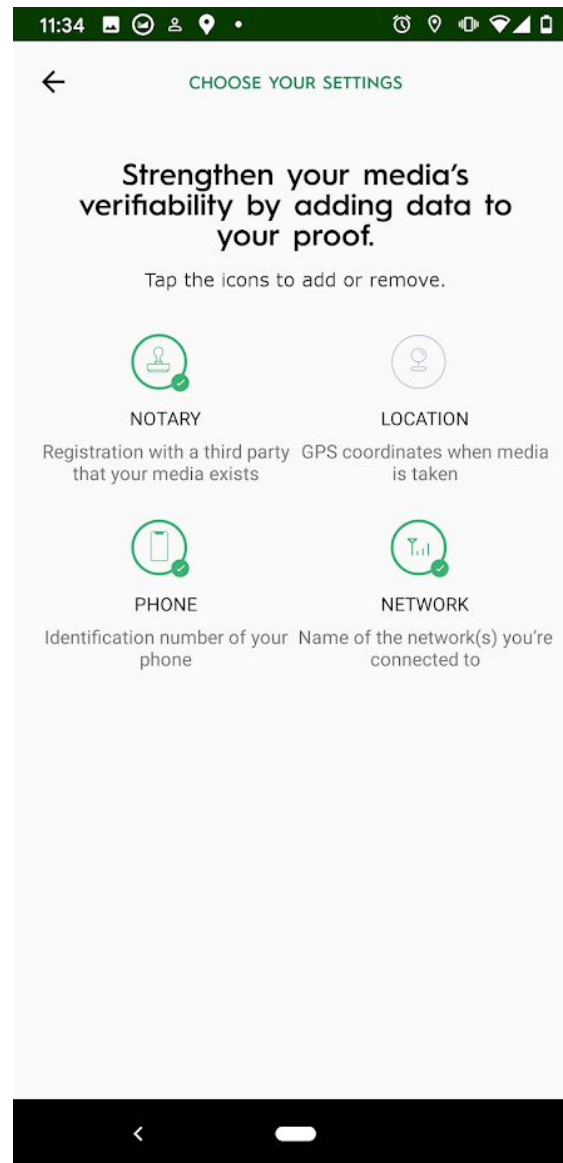 11:34
CHOOSE YOUR SETTINGS
Strengthen your media's
verifiability by adding data to
your proof.
Tap the icons to add or remove.
NOTARY
Registration with a third party
that your media exists
LOCATION
GPS coordinates when media
is taken
PHONE
Identification number of your
phone
NETWORK
Name of the network(s) you're
connected to